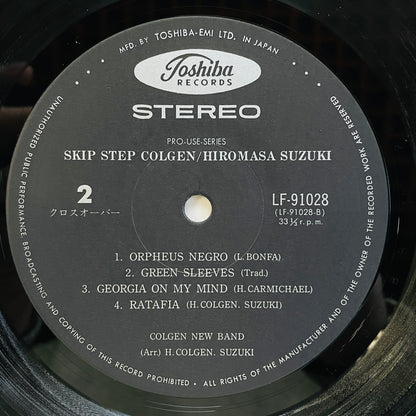 MFD. BY TOSHIBA-EMI LTD. IN JAPAN
Toshiba
RECORDS
STEREO
PRO-USE-SERIES
SKIP STEP COLGEN/HIROMASA SUZUKI
2
クロスオーバー
LF-91028
(LF-91028-B)
33 1/3 r. p. m.
1. ORPHEUS NEGRO (L. BONFA)
2. GREEN SLEEVES (Trad.)
3. GEORGIA ON MY MIND (H. CARMICHAEL)
4. RATAFIA (H. COLGEN. SUZUKI)
COLGEN NEW BAND
(Arr.) H. COLGEN. SUZUKI
ALL RIGHTS OF THE MANUFACTURER AND OF THE OWNER OF THE RECORDED WORK ARE RESERVED.
UNAUTHORIZED PUBLIC PERFORMANCE, BROADCASTING AND COPYING OF THIS RECORD PROHIBITED •